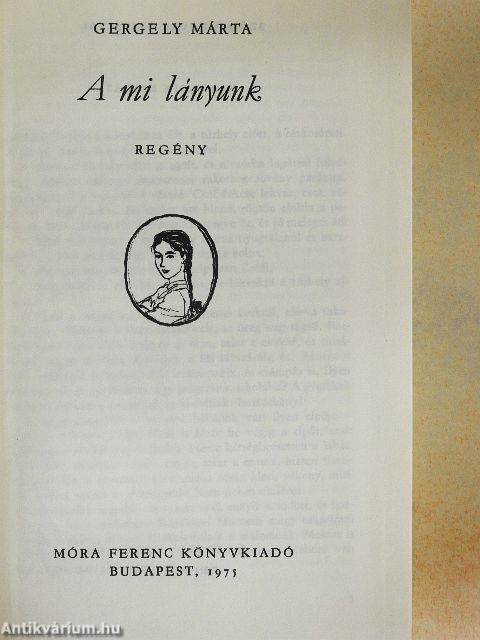 GERGELY MÁRTA
A mi lányunk
REGÉNY
MÓRA FERENC KÖNYVKIADÓ
BUDAPEST, 1975
Antikvárium.hu